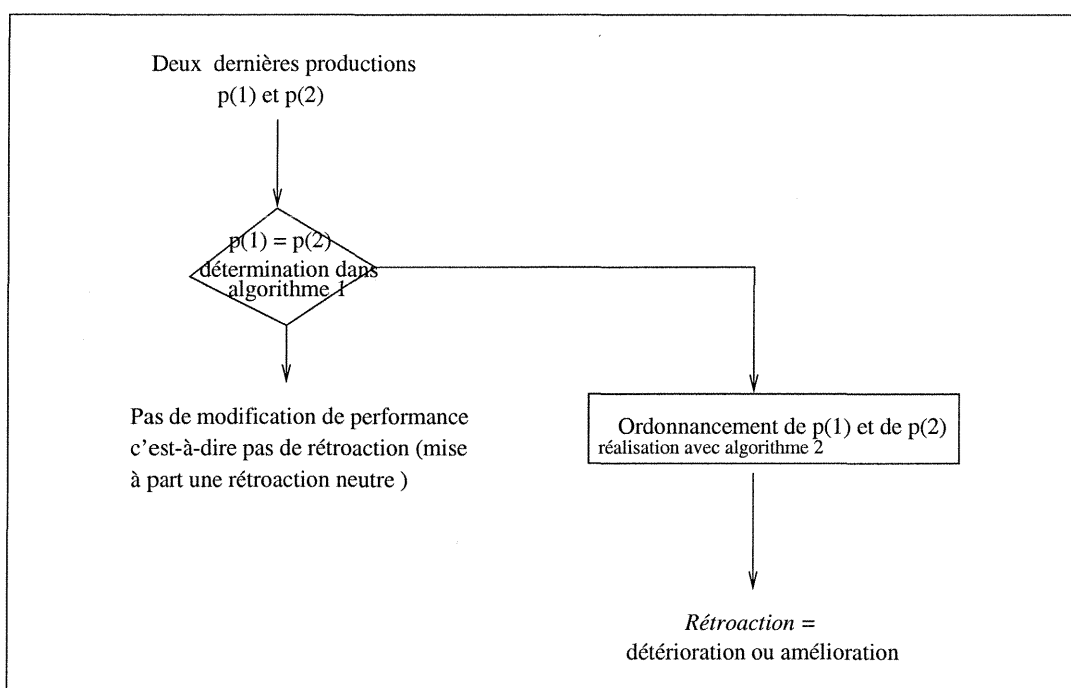 Deux dernières productions
p(1) et p(2)
p(1) = p(2)
détermination dans
algorithme 1
Pas de modification de performance
c'est-à-dire pas de rétroaction (mise
à part une rétroaction neutre )
Ordonnancement de p(1) et de p(2)
réalisation avec algorithme 2
Rétroaction =
détérioration ou amélioration